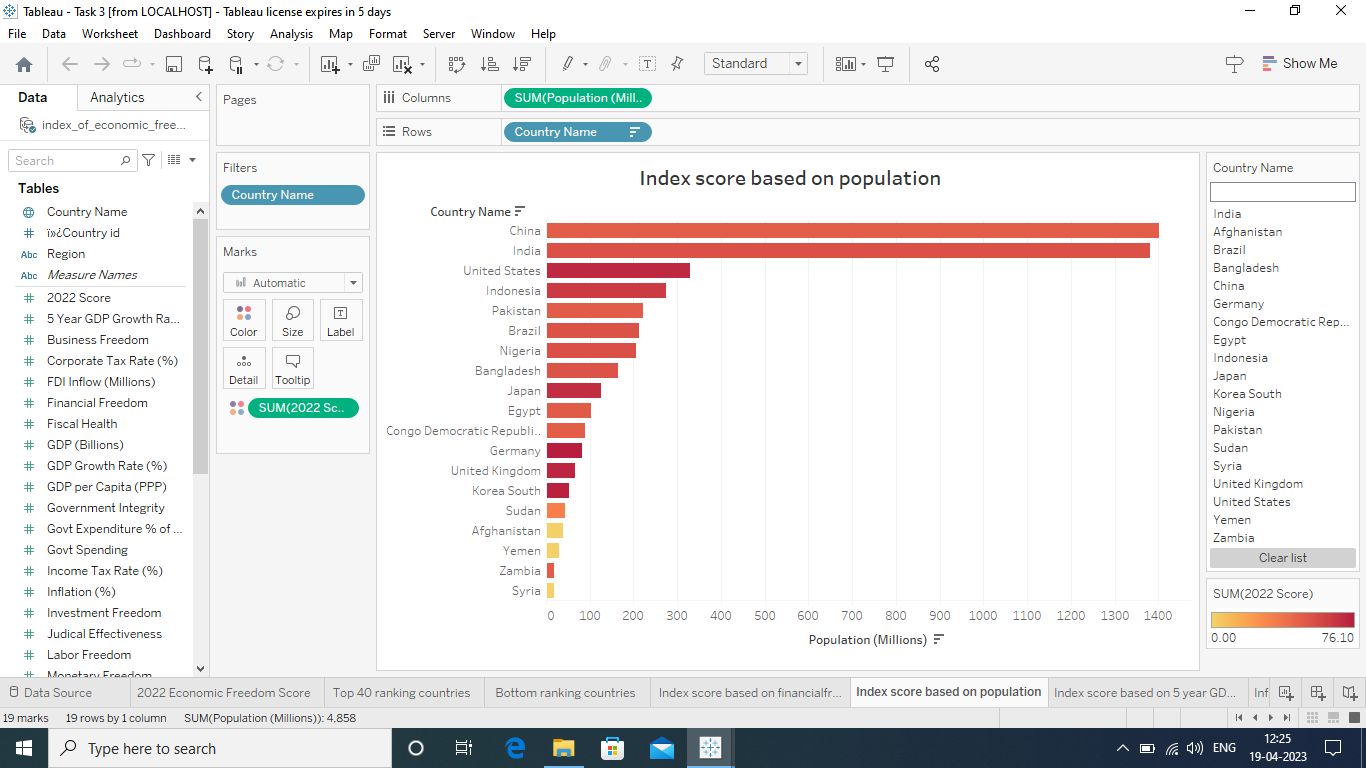 Tableau - Task 3 [from LOCALHOST] - Tableau license expires in 5 days
File Data Worksheet Dashboard Story Analysis Map Format Server Window Help
Standard
Show Me
Data Analytics
index_of_economic_free...
Search
Tables
Country Name
ï»¿Country id
Abc Region
Abc Measure Names
2022 Score
5 Year GDP Growth Ra...
Business Freedom
Corporate Tax Rate (%)
FDI Inflow (Millions)
Financial Freedom
Fiscal Health
GDP (Billions)
GDP Growth Rate (%)
GDP per Capita (PPP)
Government Integrity
Govt Expenditure % of ...
Govt Spending
Income Tax Rate (%)
Inflation (%)
Investment Freedom
Judical Effectiveness
Labor Freedom
Monetary Freedom
Pages
Filters
Country Name
Marks
Automatic
Color Size Label
Detail Tooltip
SUM(2022 Sc..
Columns SUM(Population (Mill..
Rows Country Name
Index score based on population
Country Name
China
India
United States
Indonesia
Pakistan
Brazil
Nigeria
Bangladesh
Japan
Egypt
Congo Democratic Republi..
Germany
United Kingdom
Korea South
Sudan
Afghanistan
Yemen
Zambia
Syria
0 100 200 300 400 500 600 700 800 900 1000 1100 1200 1300 1400
Population (Millions)
Country Name
India
Afghanistan
Brazil
Bangladesh
China
Germany
Congo Democratic Rep...
Egypt
Indonesia
Japan
Korea South
Nigeria
Pakistan
Sudan
Syria
United Kingdom
United States
Yemen
Zambia
Clear list
SUM(2022 Score)
0.00 76.10
Data Source 2022 Economic Freedom Score Top 40 ranking countries Bottom ranking countries Index score based on financialfr... Index score based on population Index score based on 5 year GD... Inf
19 marks 19 rows by 1 column SUM(Population (Millions)): 4,858
Type here to search
ENG
12:25
19-04-2023